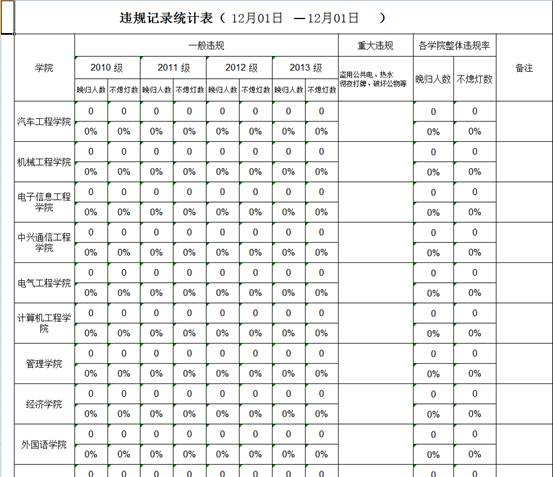 违规记录统计表（ 12月01日 —12月01日 ）
学院 一般违规 重大违规 各学院整体违规率 备注
2010 级 2011 级 2012 级 2013 级
盗用公共电、热水
彻夜打牌、破坏公物等
晚归人数 不熄灯数 晚归人数 不熄灯数 晚归人数 不熄灯数 晚归人数 不熄灯数 晚归人数 不熄灯数
汽车工程学院
0 0 0 0 0 0 0 0 0 0
0% 0% 0% 0% 0% 0% 0% 0% 0% 0%
机械工程学院
0 0 0 0 0 0 0 0 0 0
0% 0% 0% 0% 0% 0% 0% 0% 0% 0%
电子信息工程
学院
0 0 0 0 0 0 0 0 0 0
0% 0% 0% 0% 0% 0% 0% 0% 0% 0%
中兴通信工程
学院
0 0 0 0 0 0 0 0 0 0
0% 0% 0% 0% 0% 0% 0% 0% 0% 0%
电气工程学院
0 0 0 0 0 0 0 0 0 0
0% 0% 0% 0% 0% 0% 0% 0% 0% 0%
计算机工程学
院
0 0 0 0 0 0 0 0 0 0
0% 0% 0% 0% 0% 0% 0% 0% 0% 0%
管理学院
0 0 0 0 0 0 0 0 0 0
0% 0% 0% 0% 0% 0% 0% 0% 0% 0%
经济学院
0 0 0 0 0 0 0 0 0 0
0% 0% 0% 0% 0% 0% 0% 0% 0% 0%
外国语学院
0 0 0 0 0 0 0 0 0 0
0% 0% 0% 0% 0% 0% 0% 0% 0% 0%
0 0 0 0 0 0 0 0 0 0